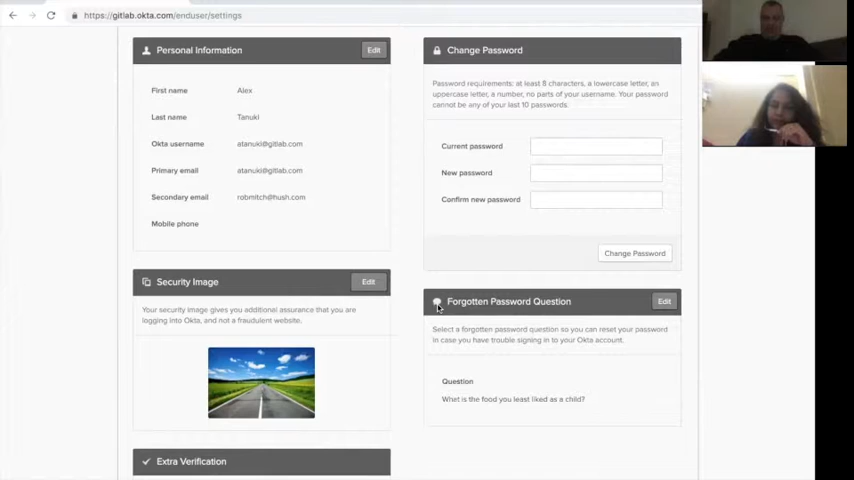 https://gitlab.okta.com/enduser/settings
Personal Information
Edit
First name Alex
Last name Tanuki
Okta username atanuki@gitlab.com
Primary email atanuki@gitlab.com
Secondary email robmitch@hush.com
Mobile phone
Security Image
Edit
Your security image gives you additional assurance that you are
logging into Okta, and not a fraudulent website.
Extra Verification
Change Password
Password requirements: at least 8 characters, a lowercase letter, an
uppercase letter, a number, no parts of your username. Your password
cannot be any of your last 10 passwords.
Current password
New password
Confirm new password
Change Password
Forgotten Password Question
Edit
Select a forgotten password question so you can reset your password
in case you have trouble signing in to your Okta account.
Question
What is the food you least liked as a child?